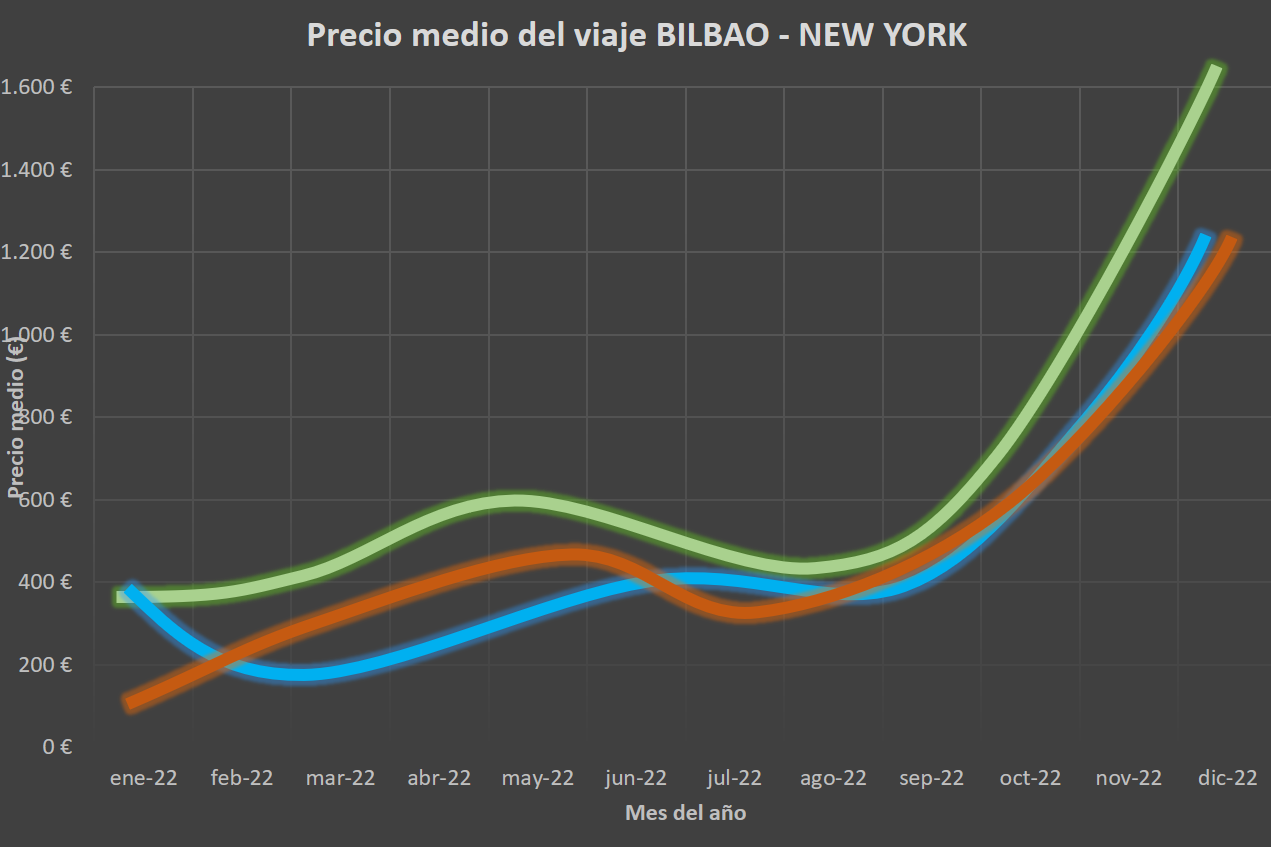 Precio medio del viaje BILBAO - NEW YORK
1.600 €
1.400 €
1.200 €
1.000 €
800 €
600 €
400 €
200 €
0 €
Precio medio (€)
ene-22 feb-22 mar-22 abr-22 may-22 jun-22 jul-22 ago-22 sep-22 oct-22 nov-22 dic-22
Mes del año